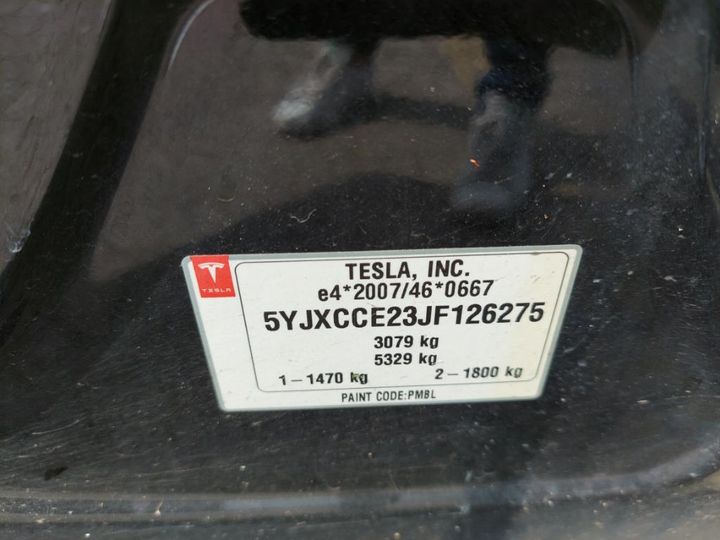 TESLA
TESLA, INC.
e4*2007/46*0667
5YJXCCE23JF126275
3079 kg
5329 kg
1-1470 kg 2-1800 kg
PAINT CODE:PMBL